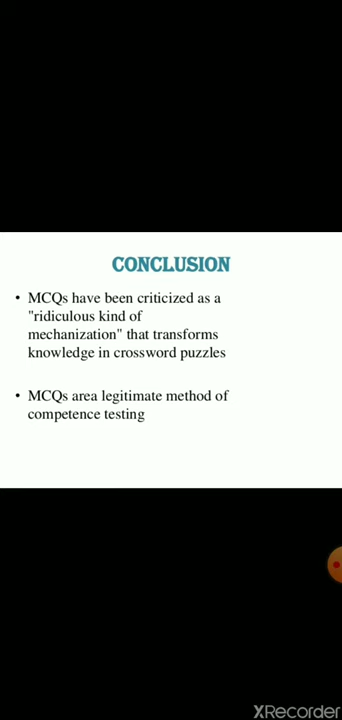 CONCLUSION
• MCQs have been criticized as a
"ridiculous kind of
mechanization" that transforms
knowledge in crossword puzzles
• MCQs area legitimate method of
competence testing
XRecorder